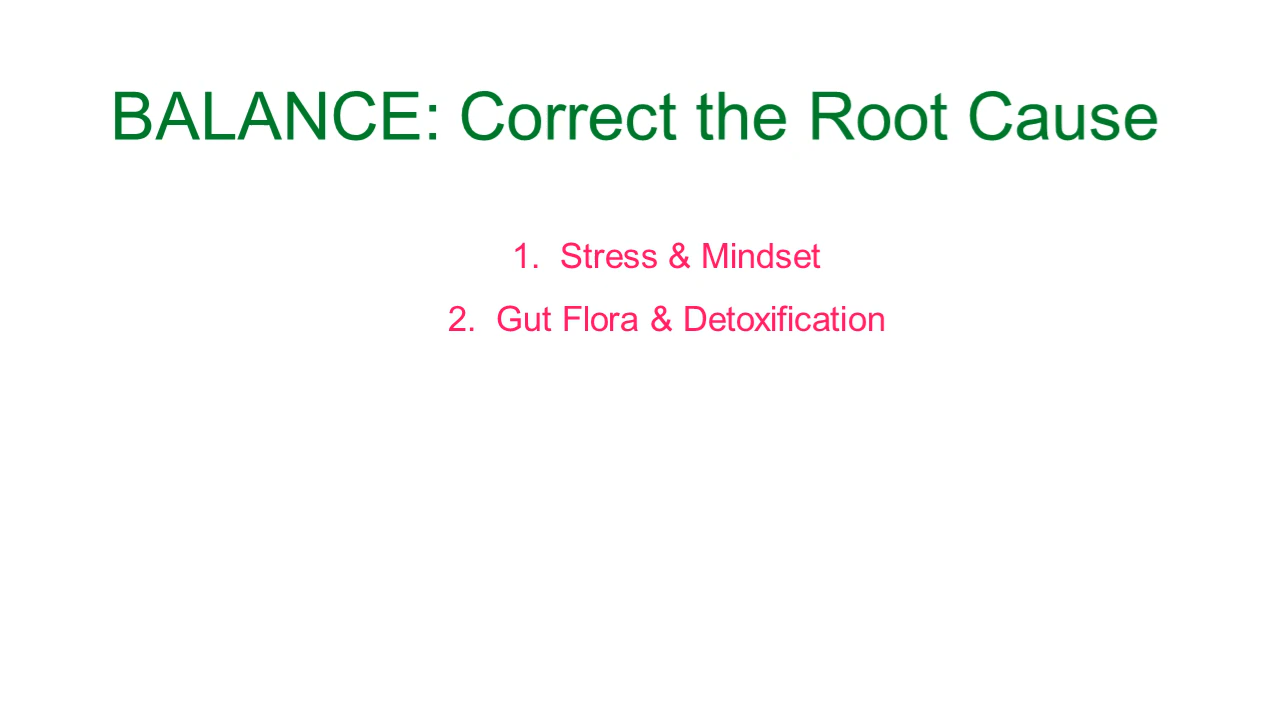 BALANCE: Correct the Root Cause
1. Stress & Mindset
2. Gut Flora & Detoxification